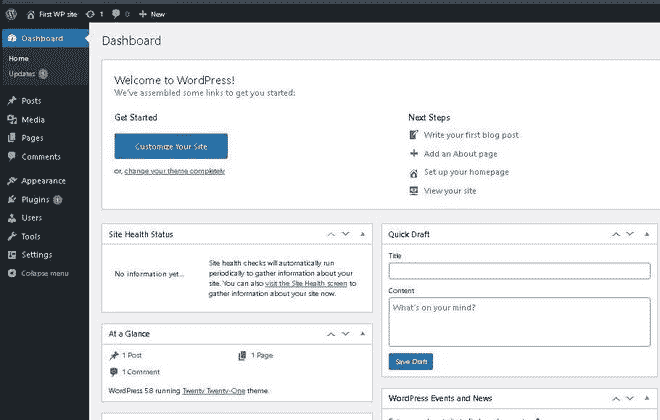 First WP site 1 0 New
Dashboard
Home
Updates 1
Posts
Media
Pages
Comments
Appearance
Plugins 1
Users
Tools
Settings
Collapse menu
Dashboard
Welcome to WordPress!
We've assembled some links to get you started:
Get Started
Customize Your Site
or, change your theme completely
Next Steps
Write your first blog post
Add an About page
Set up your homepage
View your site
Site Health Status
No information yet...
Site health checks will automatically run
periodically to gather information about your
site. You can also visit the Site Health screen to
gather information about your site now.
At a Glance
1 Post
1 Page
1 Comment
WordPress 5.8 running Twenty Twenty-One theme.
Quick Draft
Title
Content
What's on your mind?
Save Draft
WordPress Events and News